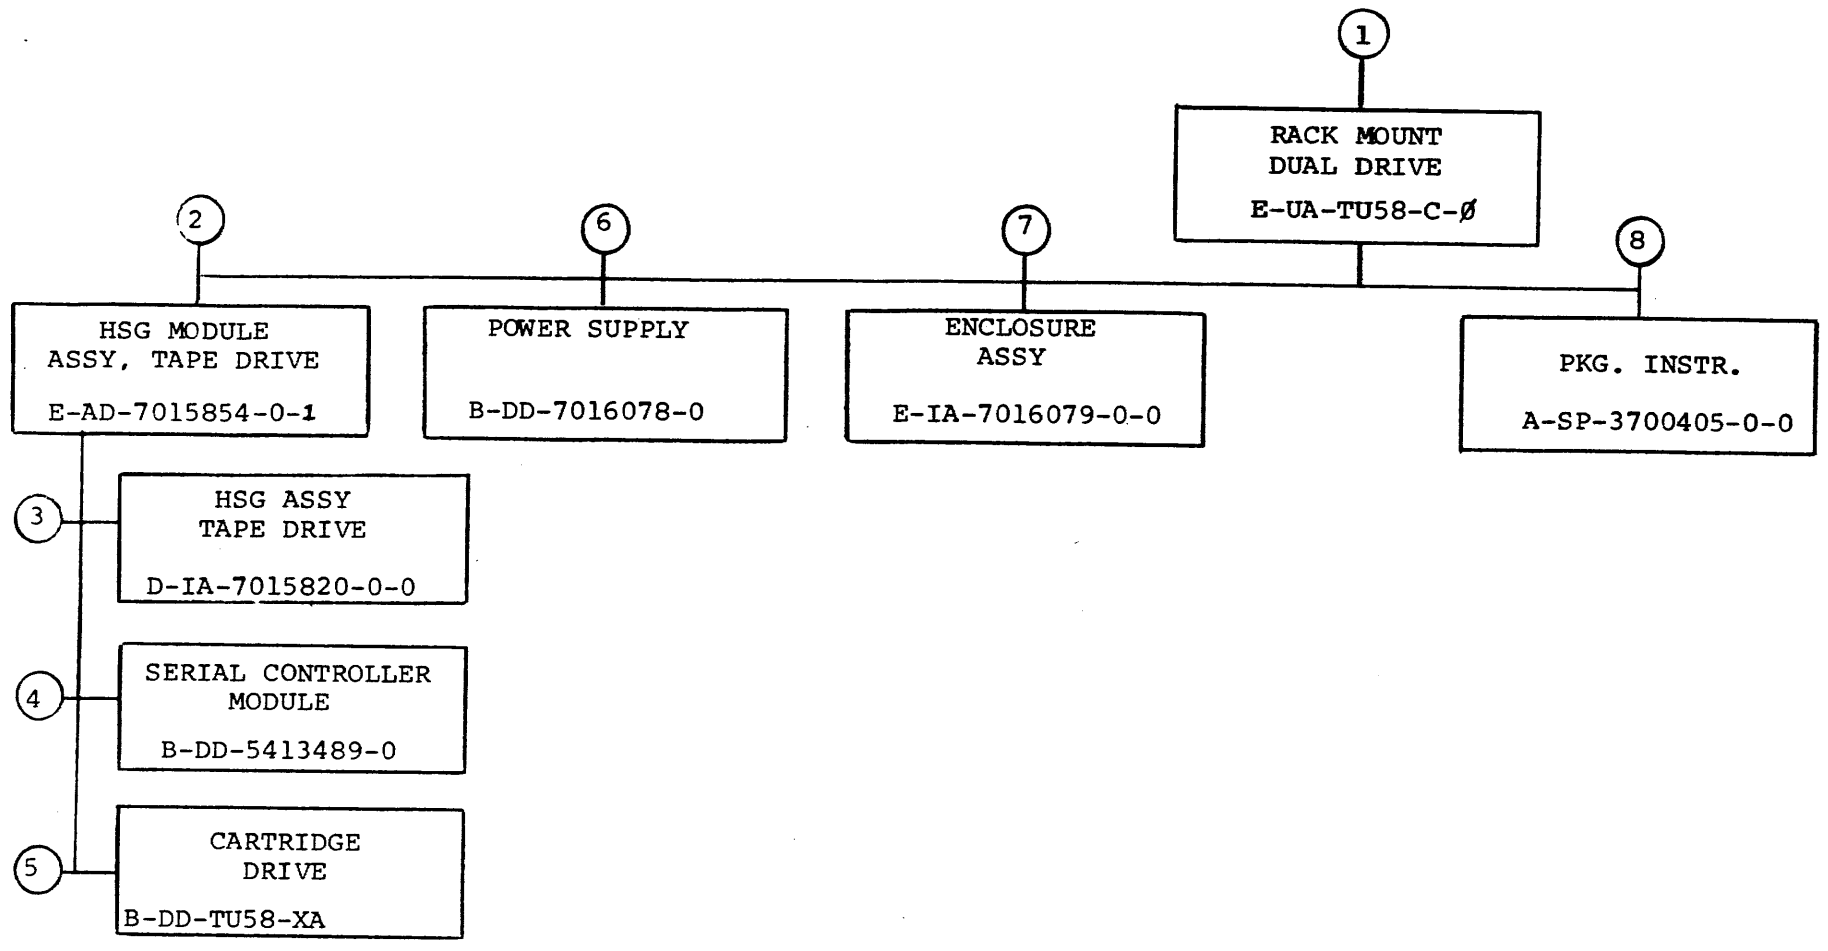 1
RACK MOUNT
DUAL DRIVE
E-UA-TU58-C-Ø
2
HSG MODULE
ASSY, TAPE DRIVE
E-AD-7015854-0-1
6
POWER SUPPLY
B-DD-7016078-0
7
ENCLOSURE
ASSY
E-IA-7016079-0-0
8
PKG. INSTR.
A-SP-3700405-0-0
3
HSG ASSY
TAPE DRIVE
D-IA-7015820-0-0
4
SERIAL CONTROLLER
MODULE
B-DD-5413489-0
5
CARTRIDGE
DRIVE
B-DD-TU58-XA